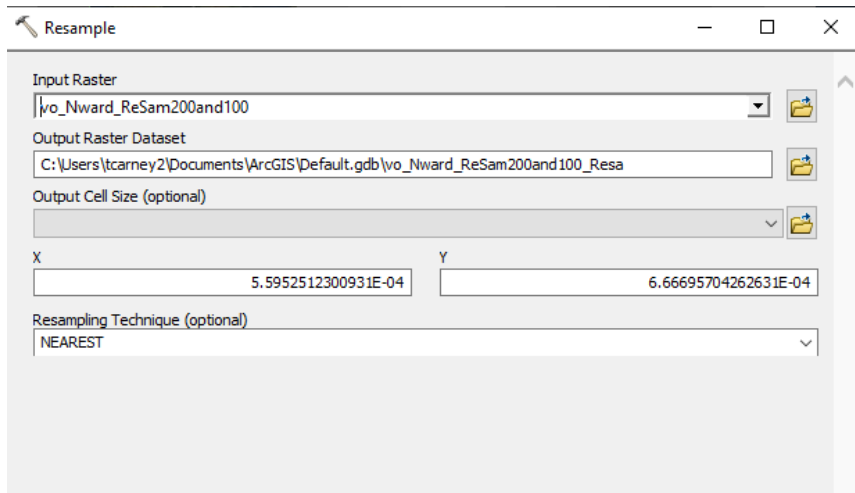 Resample
Input Raster
vo_Nward_ReSam200and100
Output Raster Dataset
C:\Users\tcarney2\Documents\ArcGIS\Default.gdb\vo_Nward_ReSam200and100_Resa
Output Cell Size (optional)
X Y
5.5952512300931E-04 6.66695704262631E-04
Resampling Technique (optional)
NEAREST